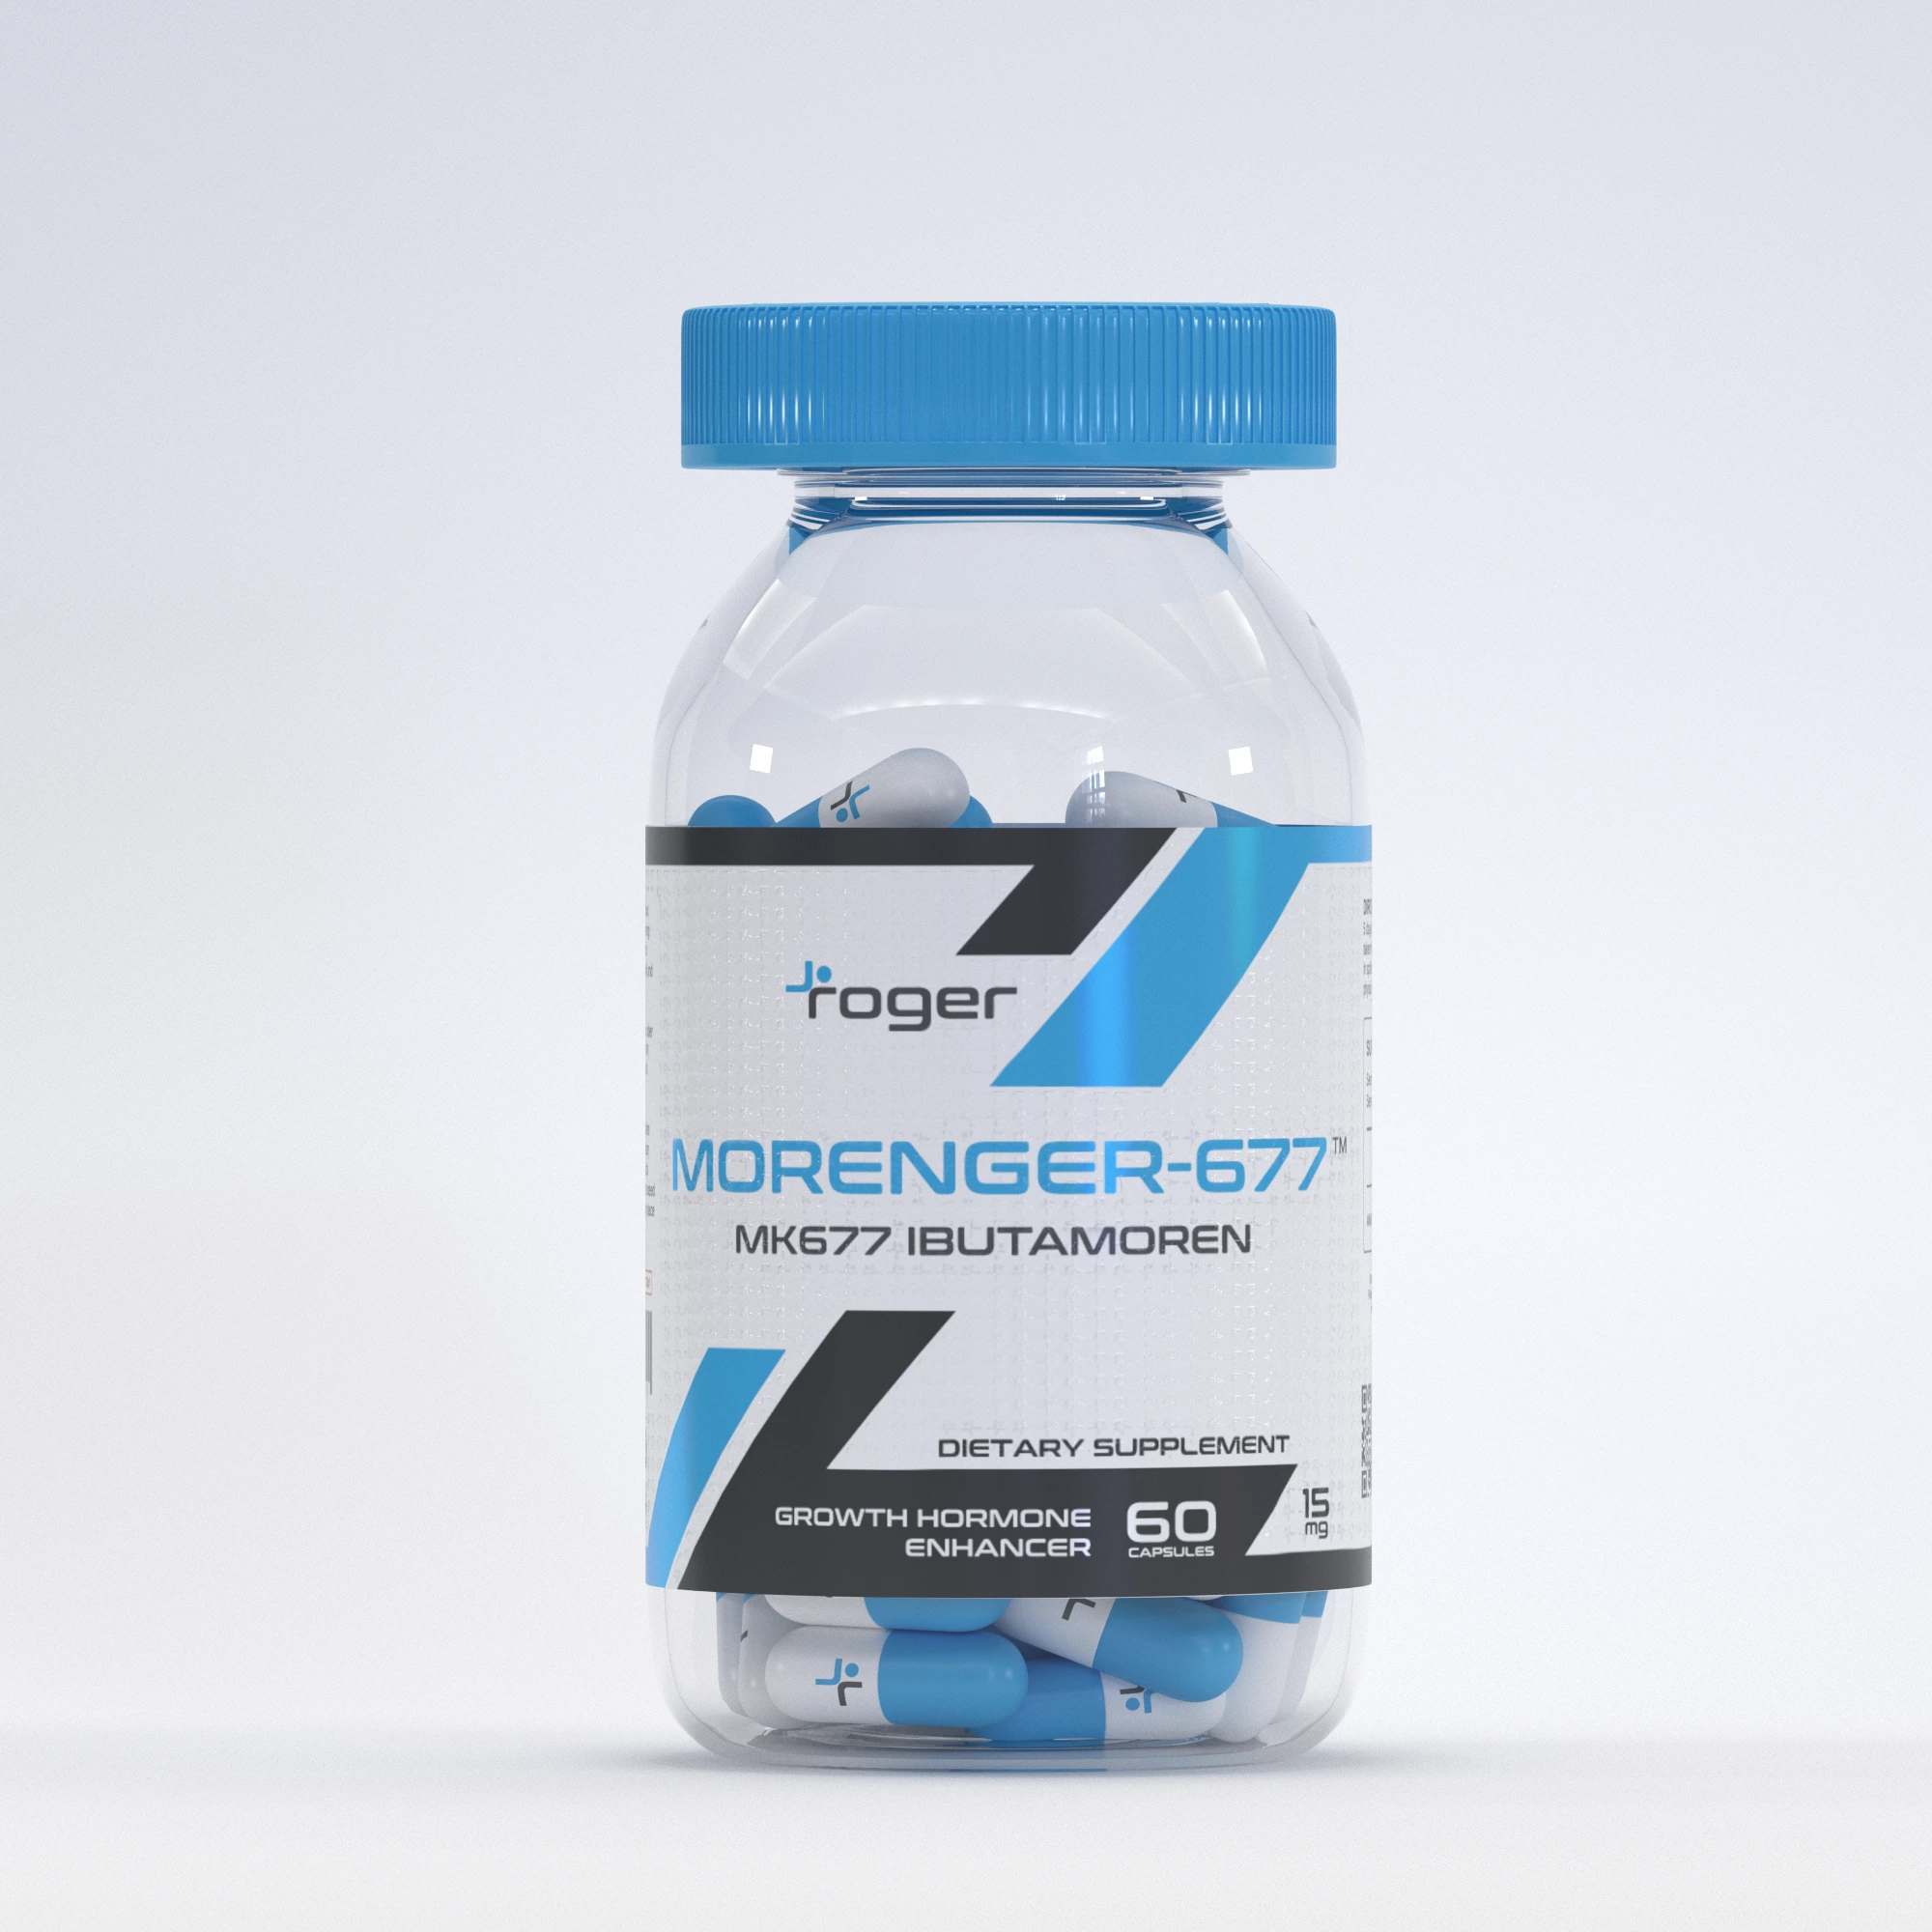 roger
MORENGER-677™
MK677 IBUTAMOREN
DIETARY SUPPLEMENT
GROWTH HORMONE
ENHANCER
60
CAPSULES
15
mg